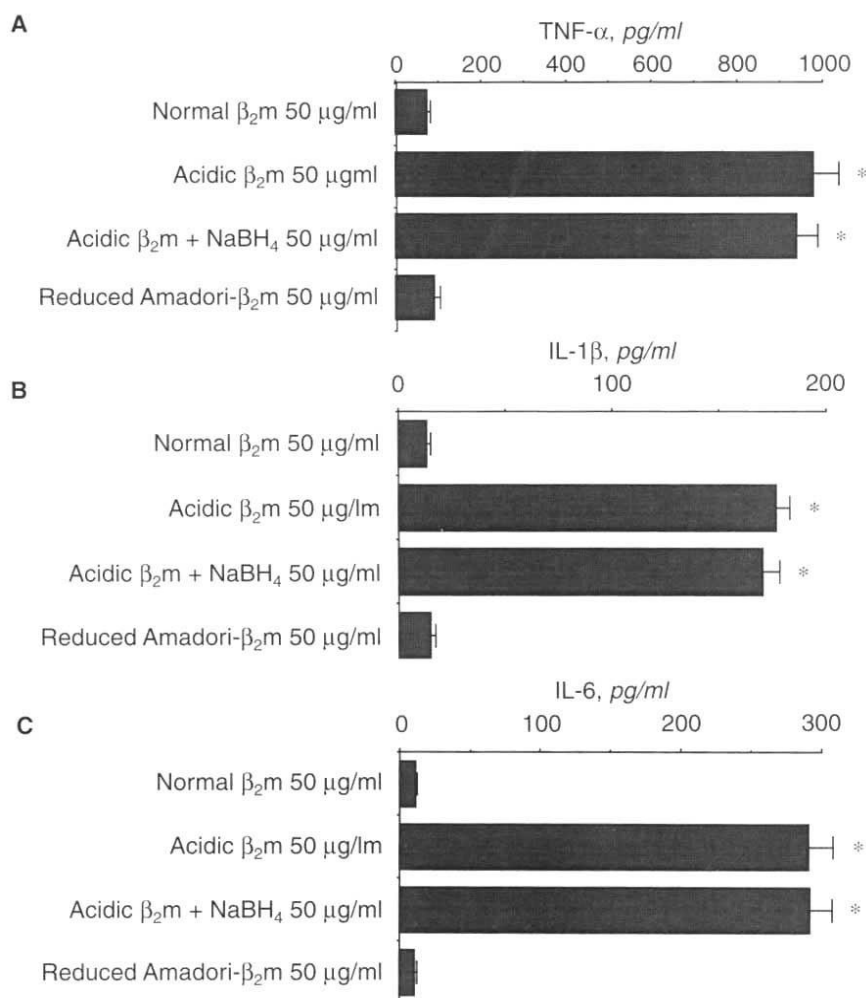 A
TNF-α, pg/ml
0 200 400 600 800 1000
Normal β₂m 50 μg/ml
Acidic β₂m 50 μgml
*
Acidic β₂m + NaBH₄ 50 μg/ml
*
Reduced Amadori-β₂m 50 μg/ml
IL-1β, pg/ml
B
0 100 200
Normal β₂m 50 μg/ml
Acidic β₂m 50 μg/lm
*
Acidic β₂m + NaBH₄ 50 μg/ml
*
Reduced Amadori-β₂m 50 μg/ml
IL-6, pg/ml
C
0 100 200 300
Normal β₂m 50 μg/ml
Acidic β₂m 50 μg/lm
*
Acidic β₂m + NaBH₄ 50 μg/ml
*
Reduced Amadori-β₂m 50 μg/ml